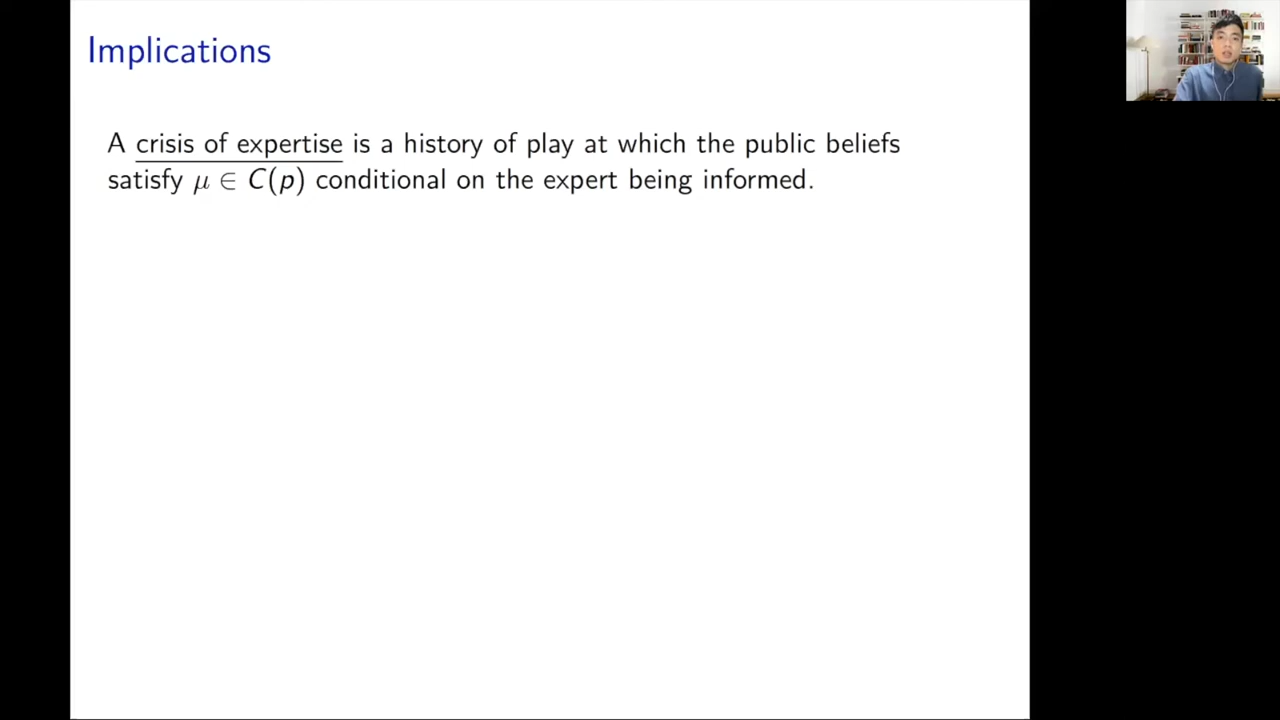 Implications
A crisis of expertise is a history of play at which the public beliefs
satisfy μ ∈ C(p) conditional on the expert being informed.